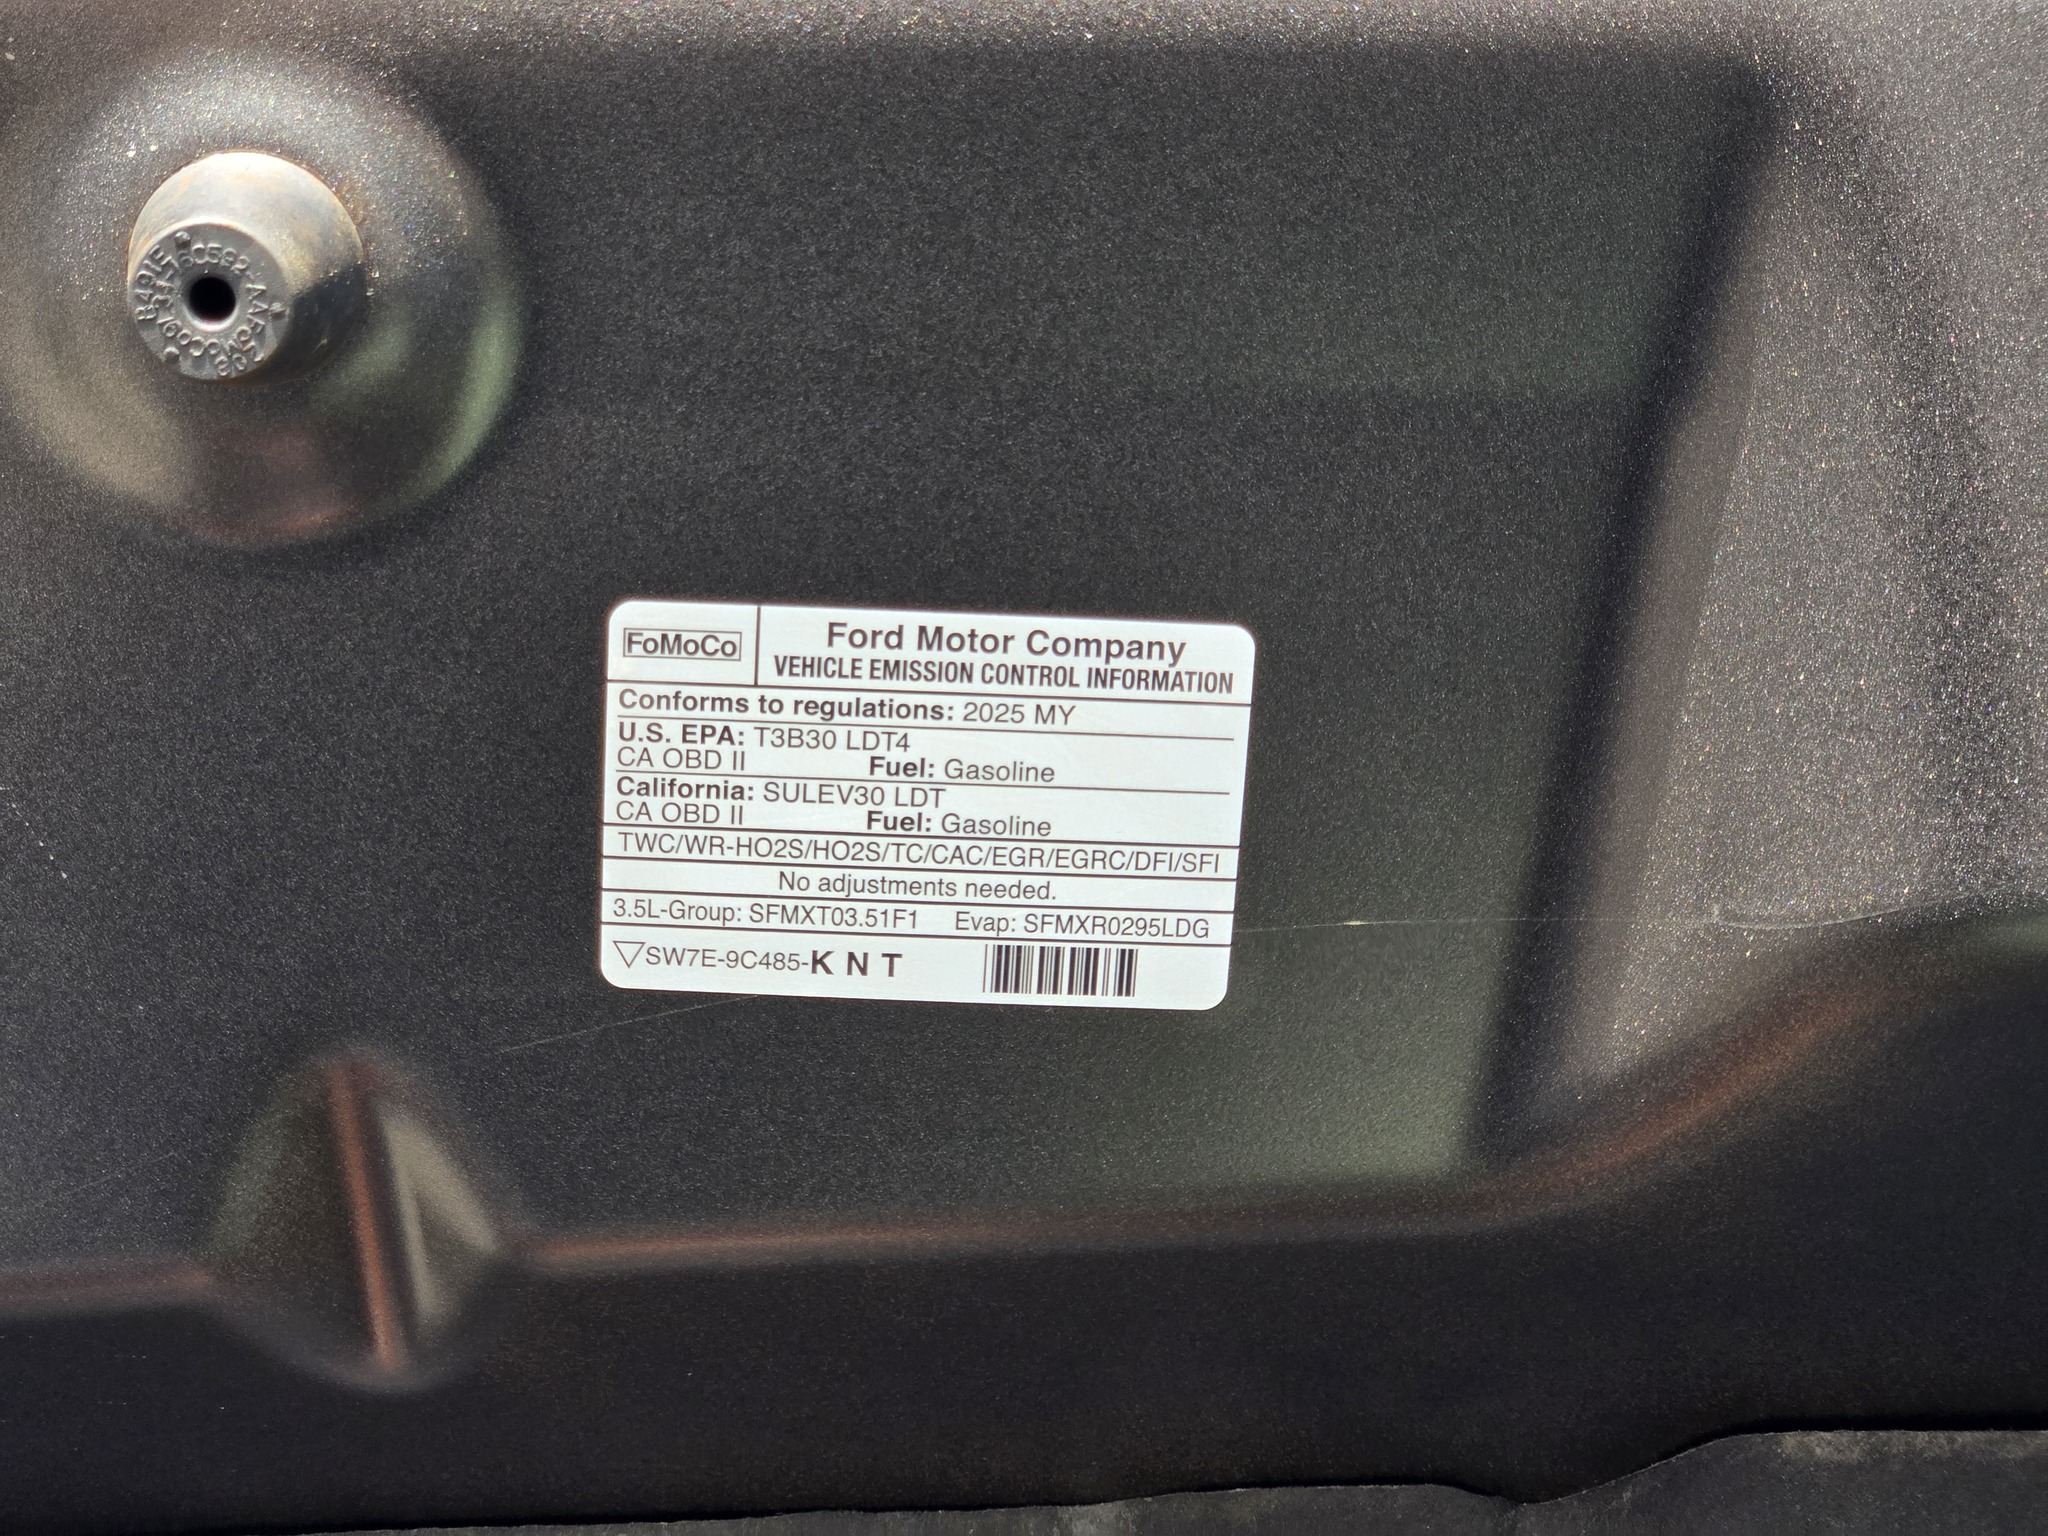 FoMoCo
Ford Motor Company
VEHICLE EMISSION CONTROL INFORMATION
Conforms to regulations: 2025 MY
U.S. EPA: T3B30 LDT4
CA OBD II Fuel: Gasoline
California: SULEV30 LDT
CA OBD II Fuel: Gasoline
TWC/WR-HO2S/HO2S/TC/CAC/EGR/EGRC/DFI/SFI
No adjustments needed.
3.5L-Group: SFMXT03.51F1 Evap: SFMXR0295LDG
SW7E-9C485-K N T